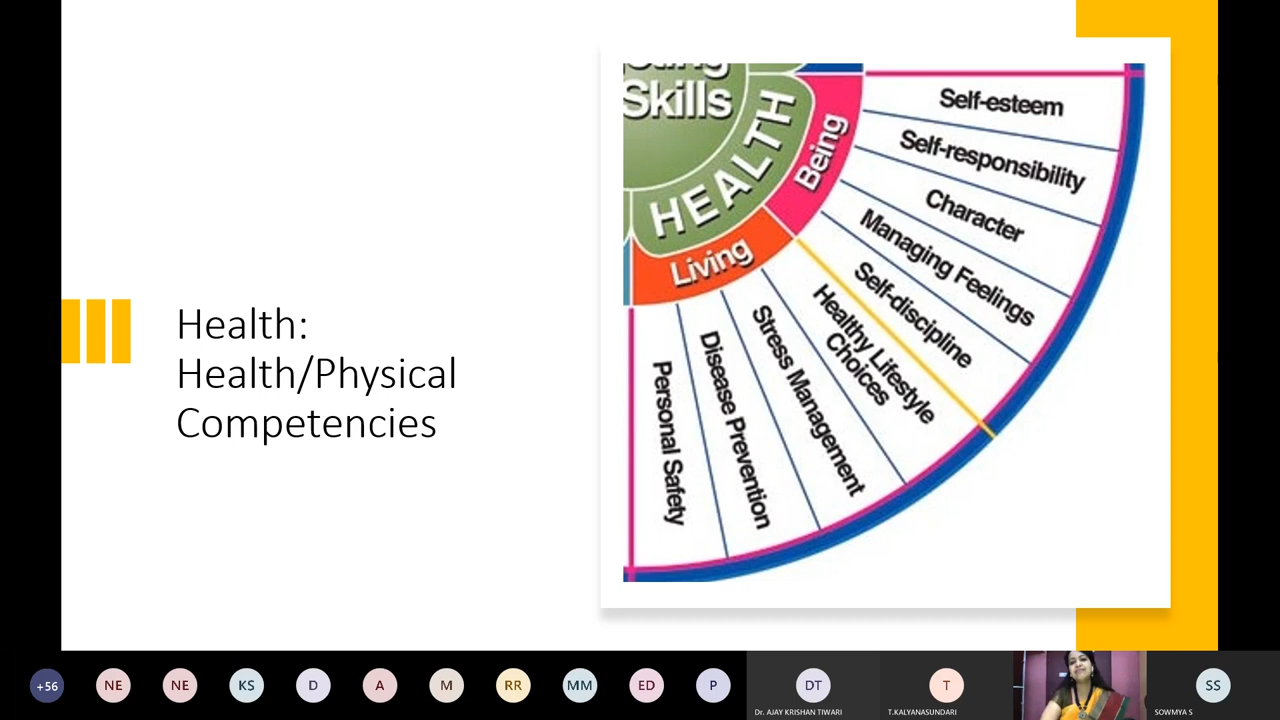 Health:
Health/Physical
Competencies
Skills
HEALTH
Being
Living
Self-esteem
Self-responsibility
Character
Managing Feelings
Self-discipline
Healthy Lifestyle
Choices
Stress Management
Disease Prevention
Personal Safety
+56
NE
NE
KS
D
A
M
RR
MM
ED
P
DT
Dr. AJAY KRISHAN TIWARI
T
T.KALYANASUNDARI
SS
SOWMYA S